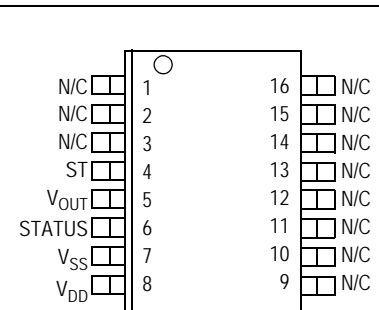 N/C 1 16 N/C
N/C 2 15 N/C
N/C 3 14 N/C
ST 4 13 N/C
VOUT 5 12 N/C
STATUS 6 11 N/C
VSS 7 10 N/C
VDD 8 9 N/C